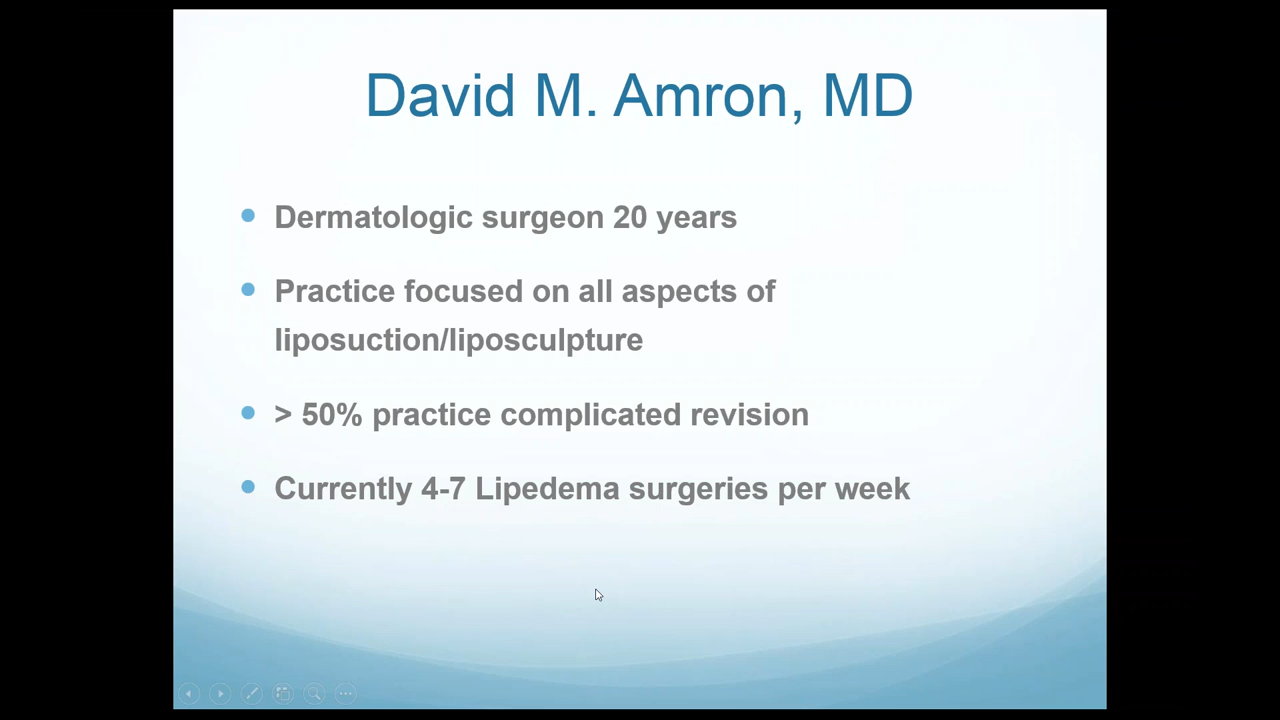 David M. Amron, MD
• Dermatologic surgeon 20 years
• Practice focused on all aspects of
liposuction/liposculpture
• > 50% practice complicated revision
• Currently 4-7 Lipedema surgeries per week